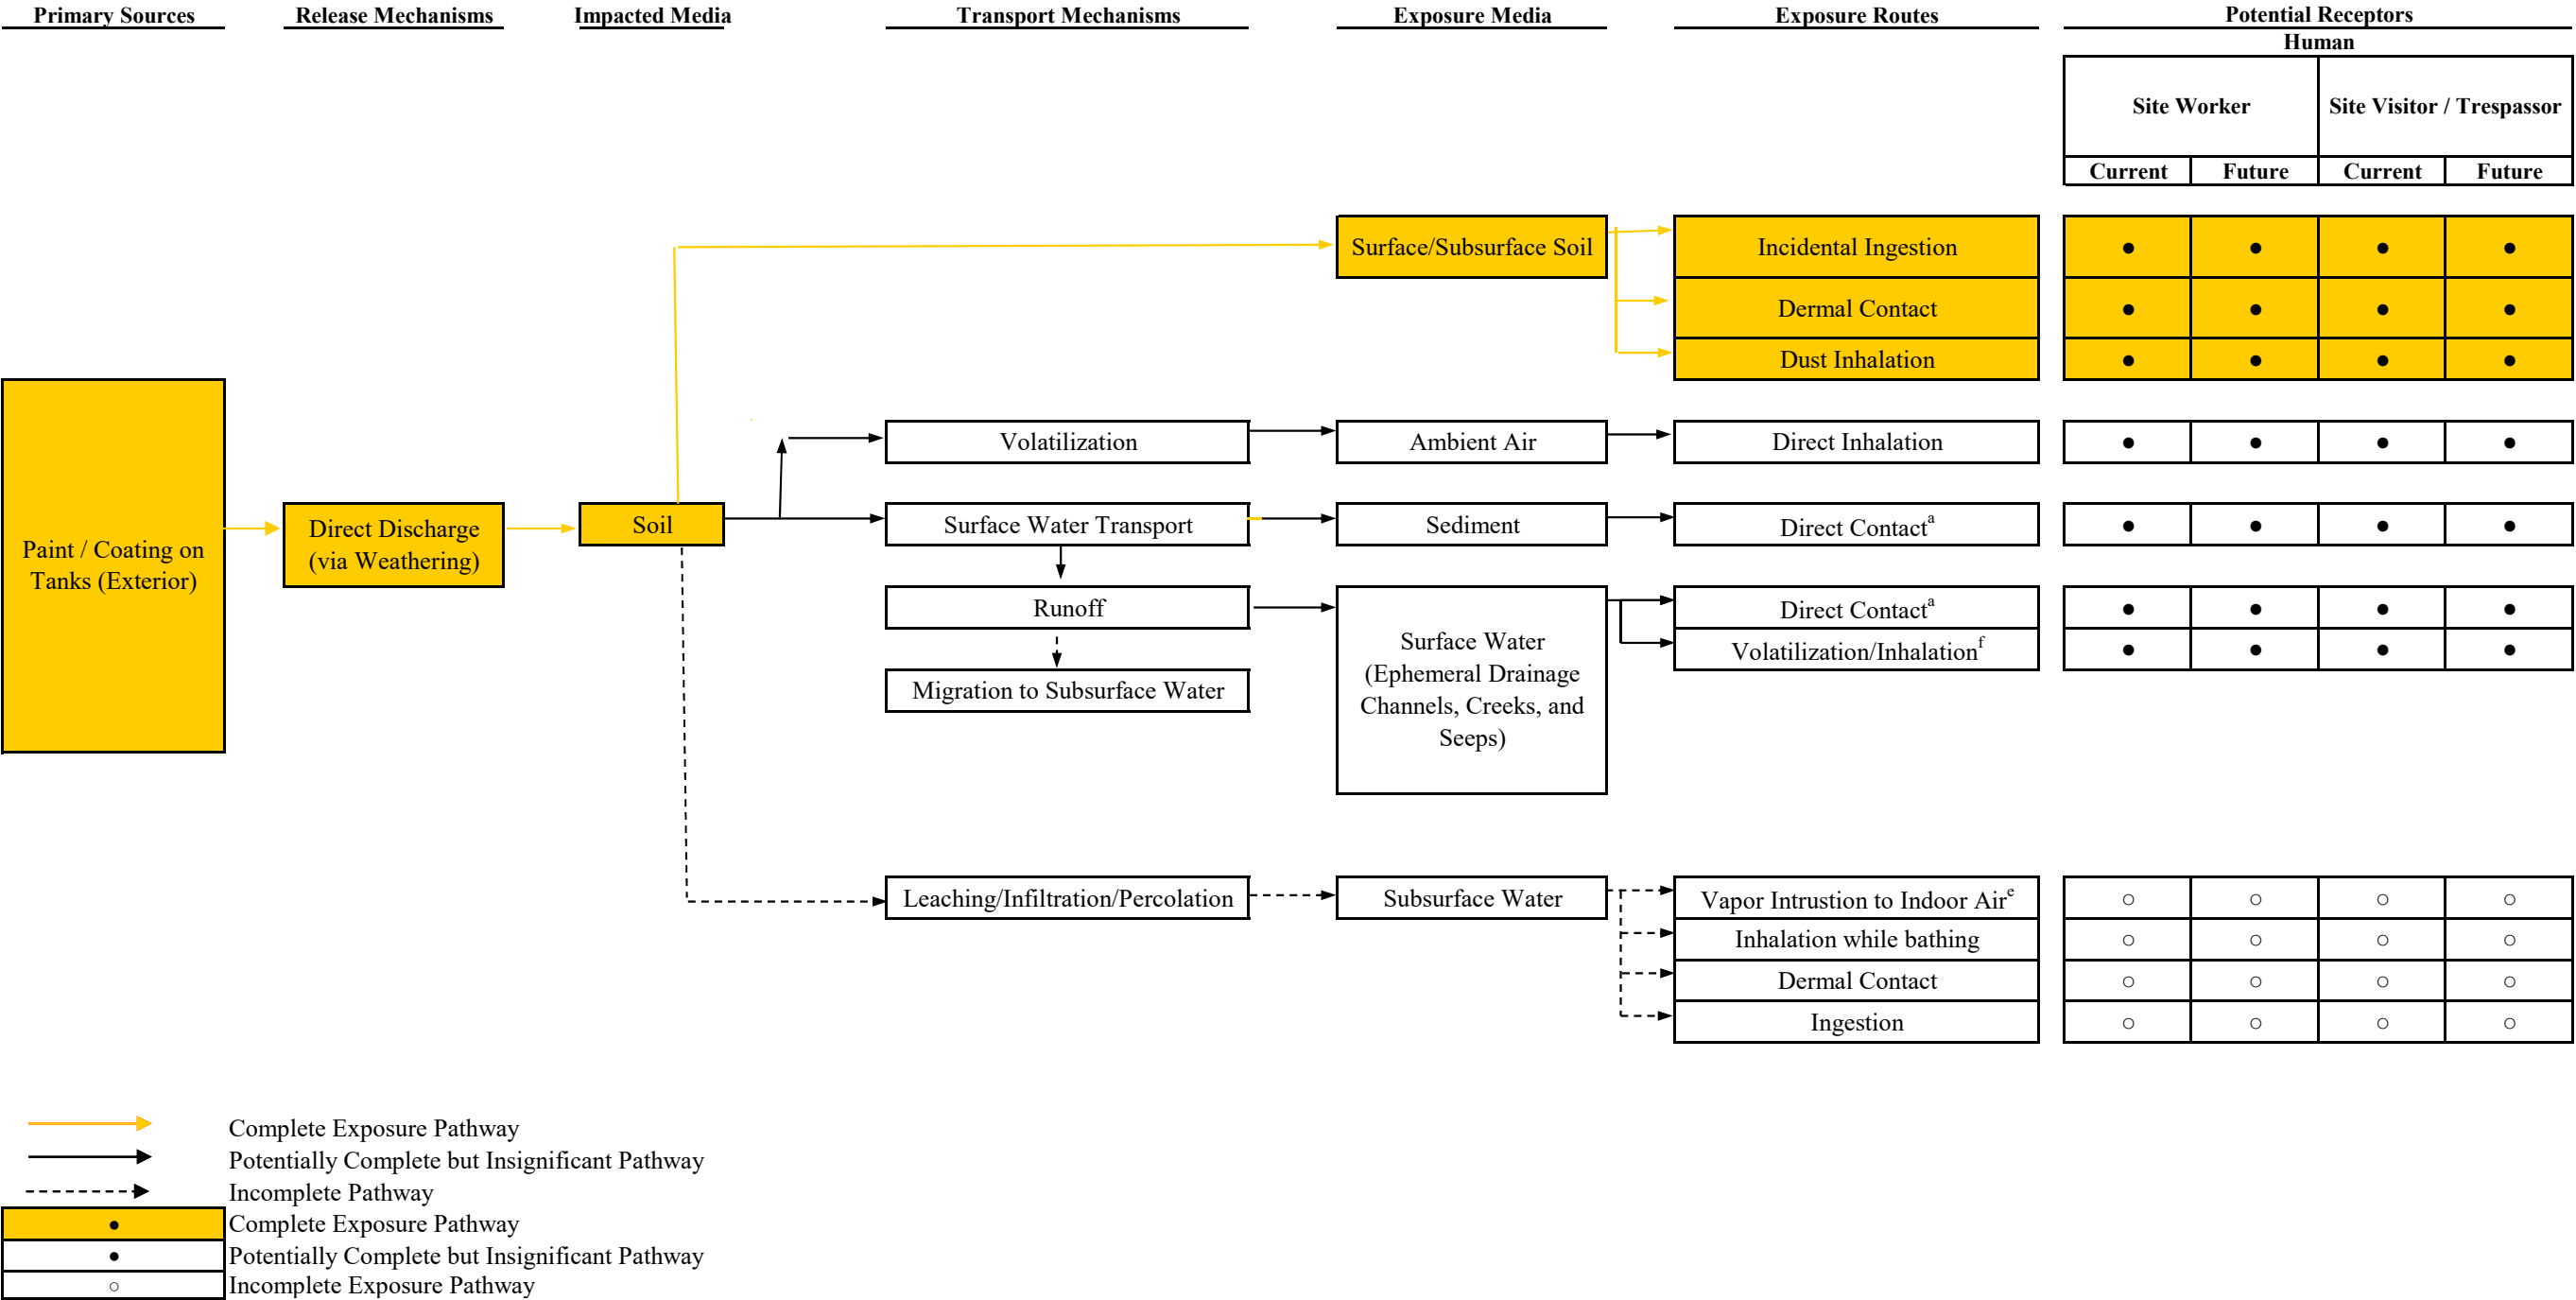 Primary Sources Release Mechanisms Impacted Media Transport Mechanisms Exposure Media Exposure Routes Potential Receptors
Human
Site Worker Site Visitor / Trespassor
Current Future Current Future
Surface/Subsurface Soil Incidental Ingestion ● ● ● ●
Dermal Contact ● ● ● ●
Dust Inhalation ● ● ● ●
Volatilization Ambient Air Direct Inhalation ● ● ● ●
Paint / Coating on
Tanks (Exterior)
Direct Discharge
(via Weathering)
Soil Surface Water Transport Sediment Direct Contact^a ● ● ● ●
Runoff
Surface Water
(Ephemeral Drainage
Channels, Creeks, and
Seeps)
Direct Contact^a ● ● ● ●
Volatilization/Inhalation^f ● ● ● ●
Migration to Subsurface Water
Leaching/Infiltration/Percolation Subsurface Water Vapor Intrustion to Indoor Air^e ○ ○ ○ ○
Inhalation while bathing ○ ○ ○ ○
Dermal Contact ○ ○ ○ ○
Ingestion ○ ○ ○ ○
Complete Exposure Pathway
Potentially Complete but Insignificant Pathway
Incomplete Pathway
● Complete Exposure Pathway
● Potentially Complete but Insignificant Pathway
○ Incomplete Exposure Pathway